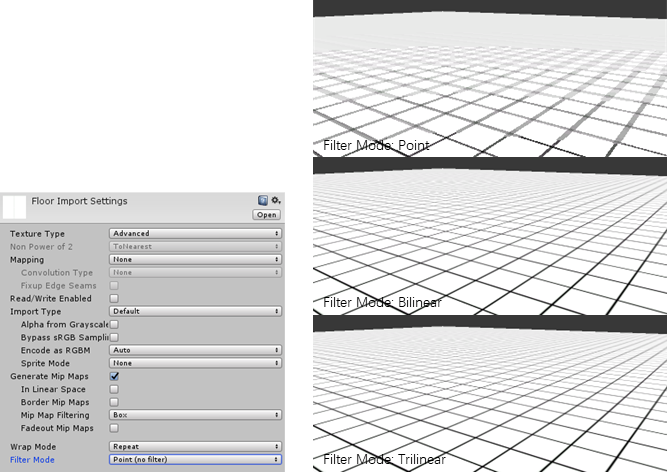 Floor Import Settings
Open
Texture Type Advanced
Non Power of 2 ToNearest
Mapping None
Convolution Type None
Fixup Edge Seams
Read/Write Enabled
Import Type Default
Alpha from Grayscale
Bypass sRGB Samplin
Encode as RGBM Auto
Sprite Mode None
Generate Mip Maps
In Linear Space
Border Mip Maps
Mip Map Filtering Box
Fadeout Mip Maps
Wrap Mode Repeat
Filter Mode Point (no filter)
Filter Mode: Point
Filter Mode: Bilinear
Filter Mode: Trilinear